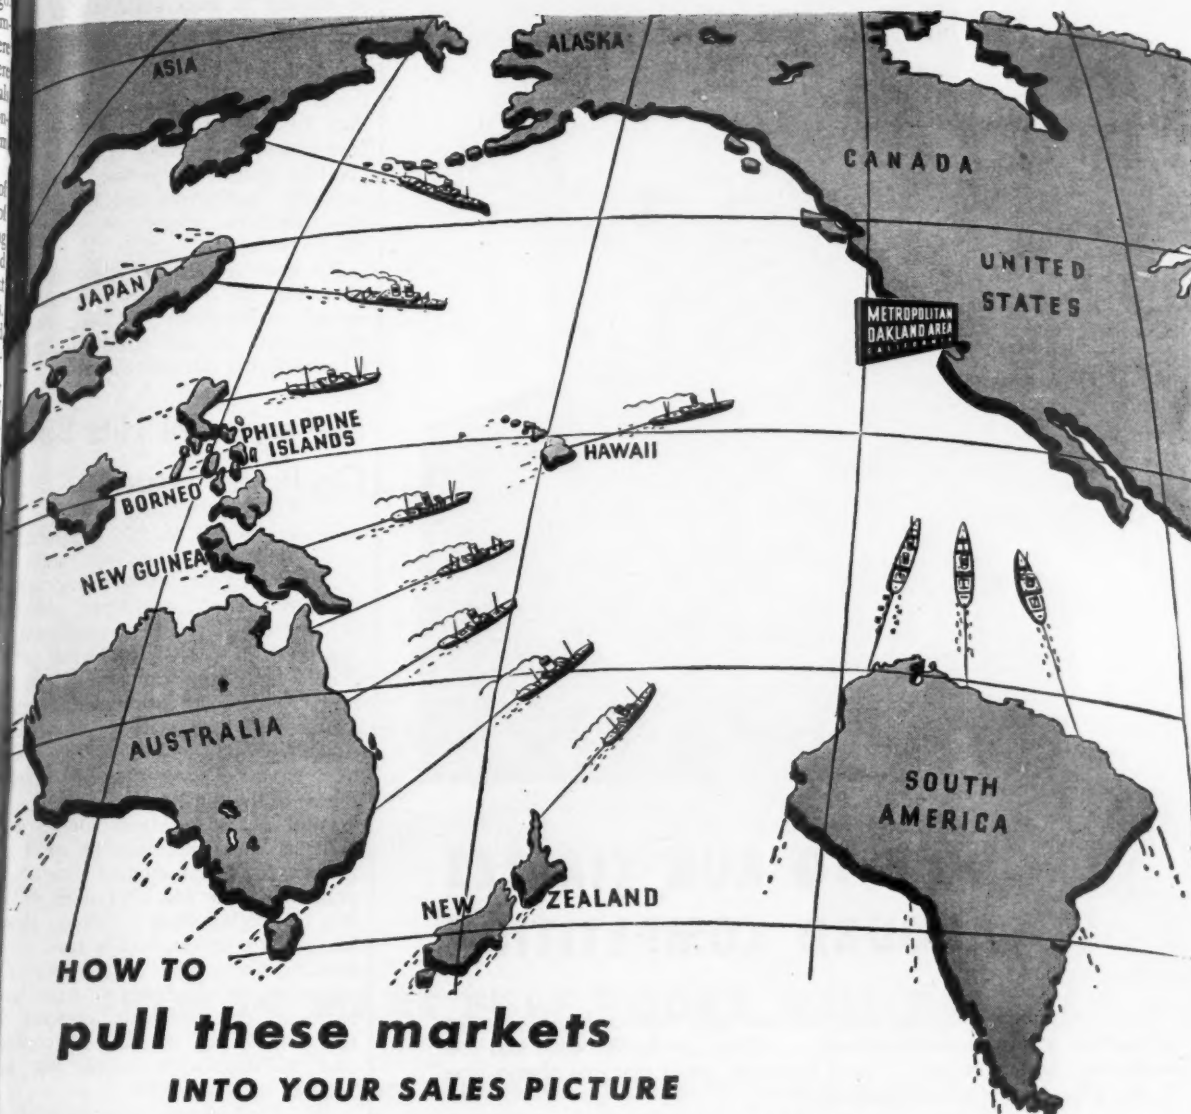 ASIA
ALASKA
CANADA
UNITED
STATES
JAPAN
METROPOLITAN
OAKLAND AREA
CALIFORNIA
PHILIPPINE
ISLANDS
HAWAII
BORNEO
NEW GUINEA
AUSTRALIA
SOUTH
AMERICA
NEW ZEALAND
HOW TO
pull these markets
INTO YOUR SALES PICTURE